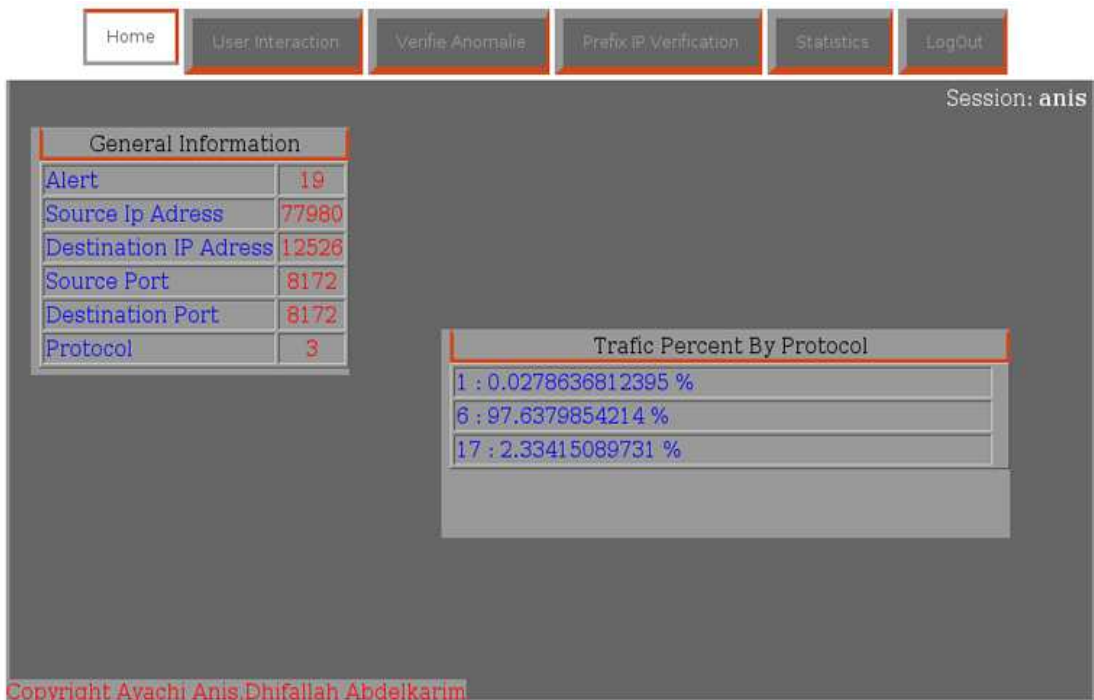 Home User Interaction Verifie Anomalie Prefix IP Verification Statistics LogOut
Session: anis
General Information
Alert 19
Source Ip Adress 77980
Destination IP Adress 12526
Source Port 8172
Destination Port 8172
Protocol 3
Trafic Percent By Protocol
1 : 0.0278636812395 %
6 : 97.6379854214 %
17 : 2.33415089731 %
Copyright Ayachi Anis,Dhifallah Abdelkarim